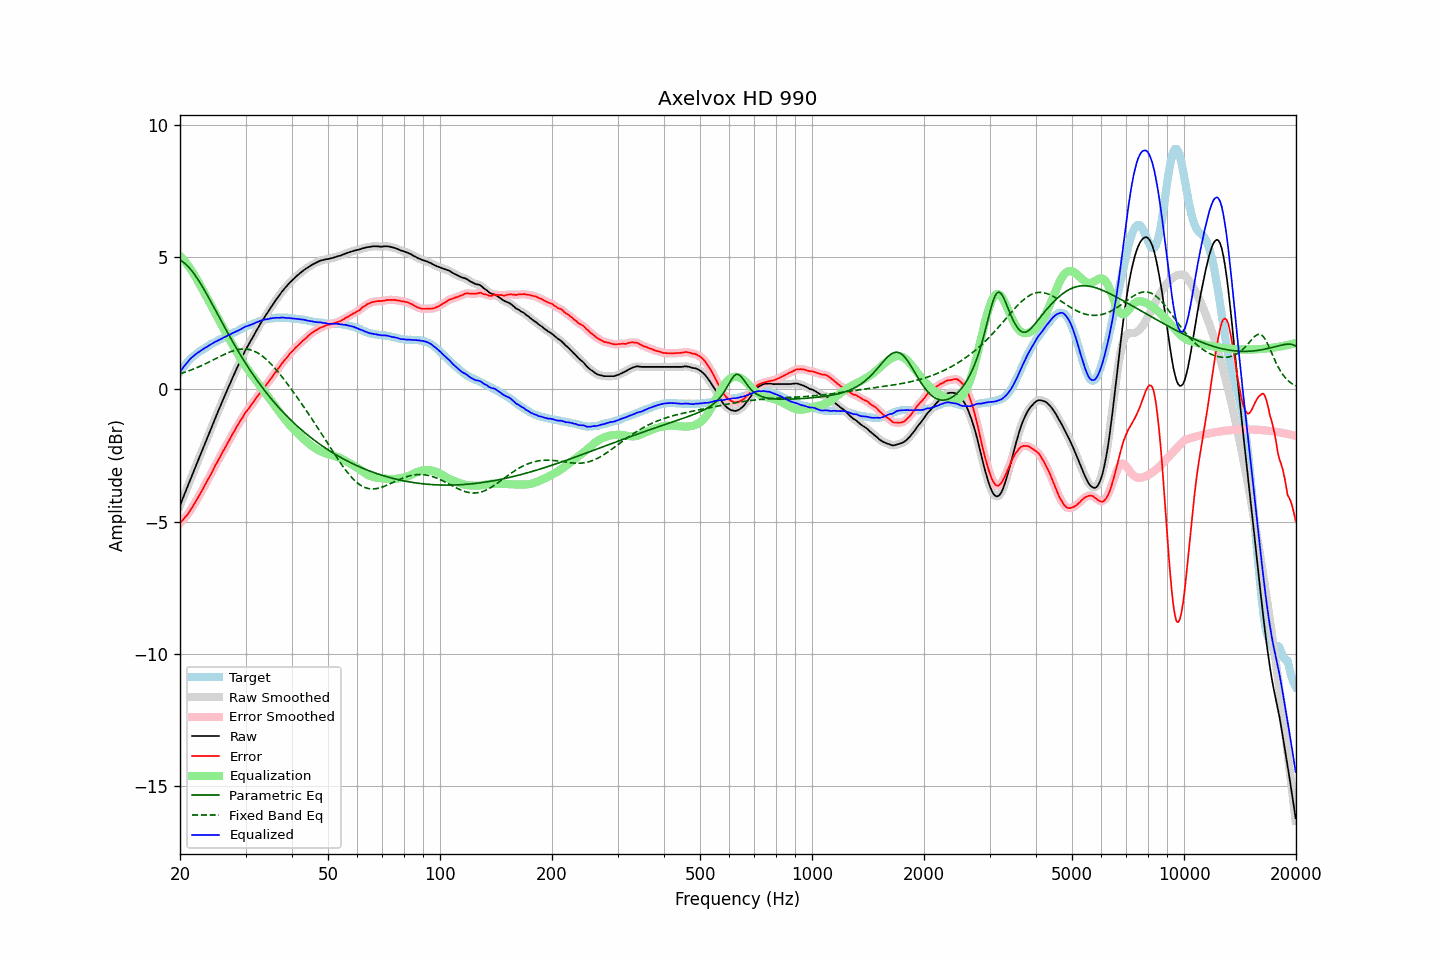 Axelvox HD 990
Amplitude (dBr)
10
5
0
−5
−10
−15
Target
Raw Smoothed
Error Smoothed
Raw
Error
Equalization
Parametric Eq
Fixed Band Eq
Equalized
20 50 100 200 500 1000 2000 5000 10000 20000
Frequency (Hz)